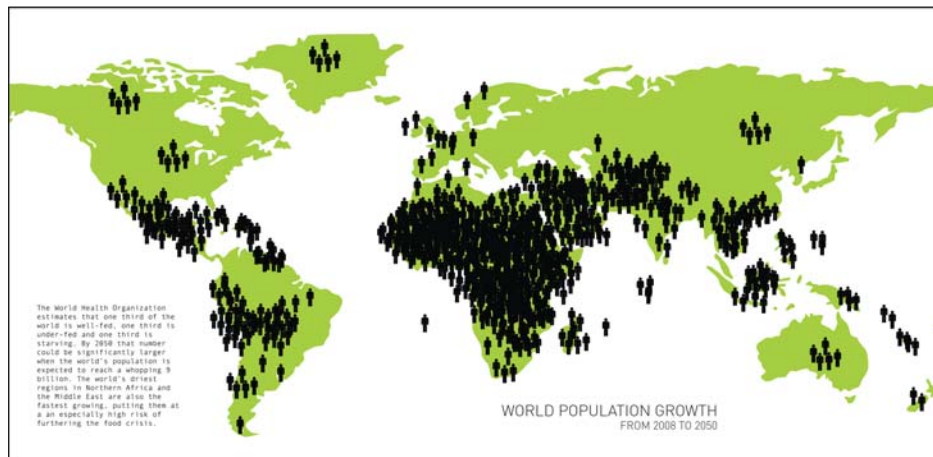 The World Health Organization
estimates that one third of the
world is well-fed, one third is
under-fed and one third is
starving. By 2050 that number
could be significantly larger
when the world's population is
expected to reach a whopping 9
billion. The world's driest
regions in Northern Africa and
the Middle East are also the
fastest growing, putting them at
a an especially high risk of
furthering the food crisis.
WORLD POPULATION GROWTH
FROM 2008 TO 2050